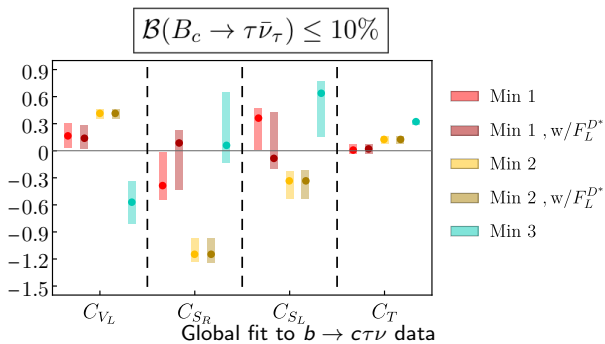 ℬ(B_c → τν̄_τ) ≤ 10%
0.9
0.6
0.3
0
−0.3
−0.6
−0.9
−1.2
−1.5
C_{V_L} C_{S_R} C_{S_L} C_T
Min 1
Min 1 , w/F_L^{D*}
Min 2
Min 2 , w/F_L^{D*}
Min 3
Global fit to b → cτν data